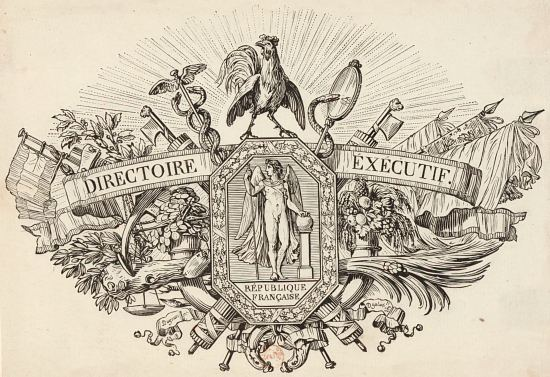 DIRECTOIRE EXECUTIF.
RÉPUBLIQUE
FRANÇAISE